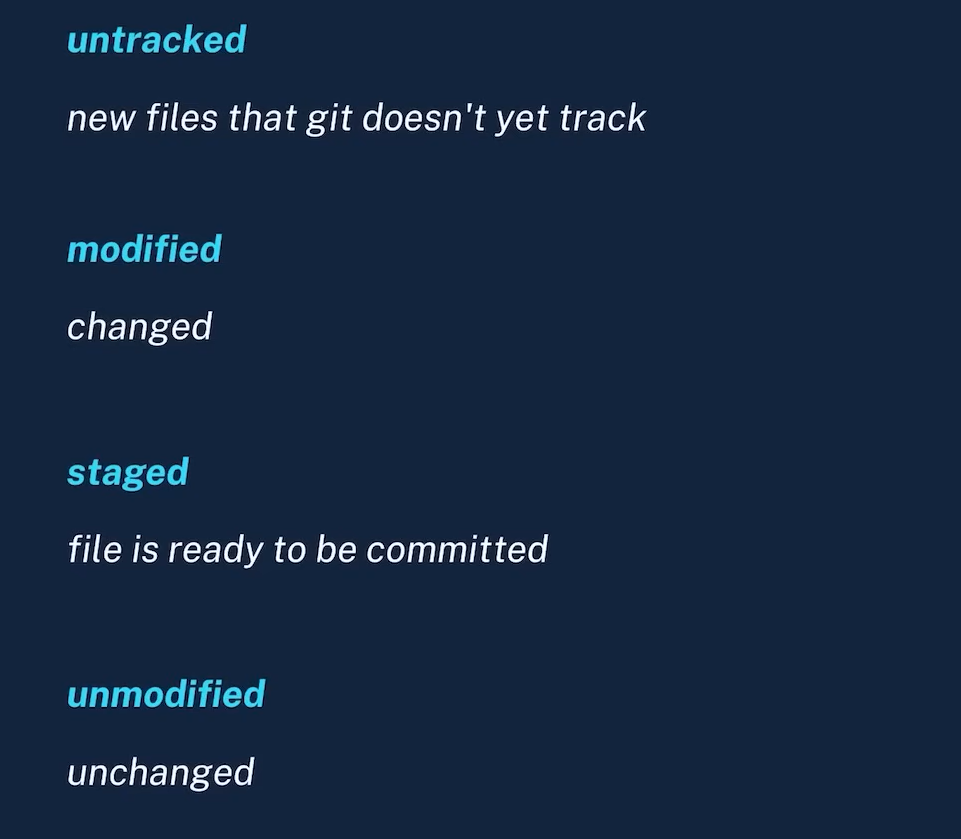 untracked
new files that git doesn't yet track
modified
changed
staged
file is ready to be committed
unmodified
unchanged